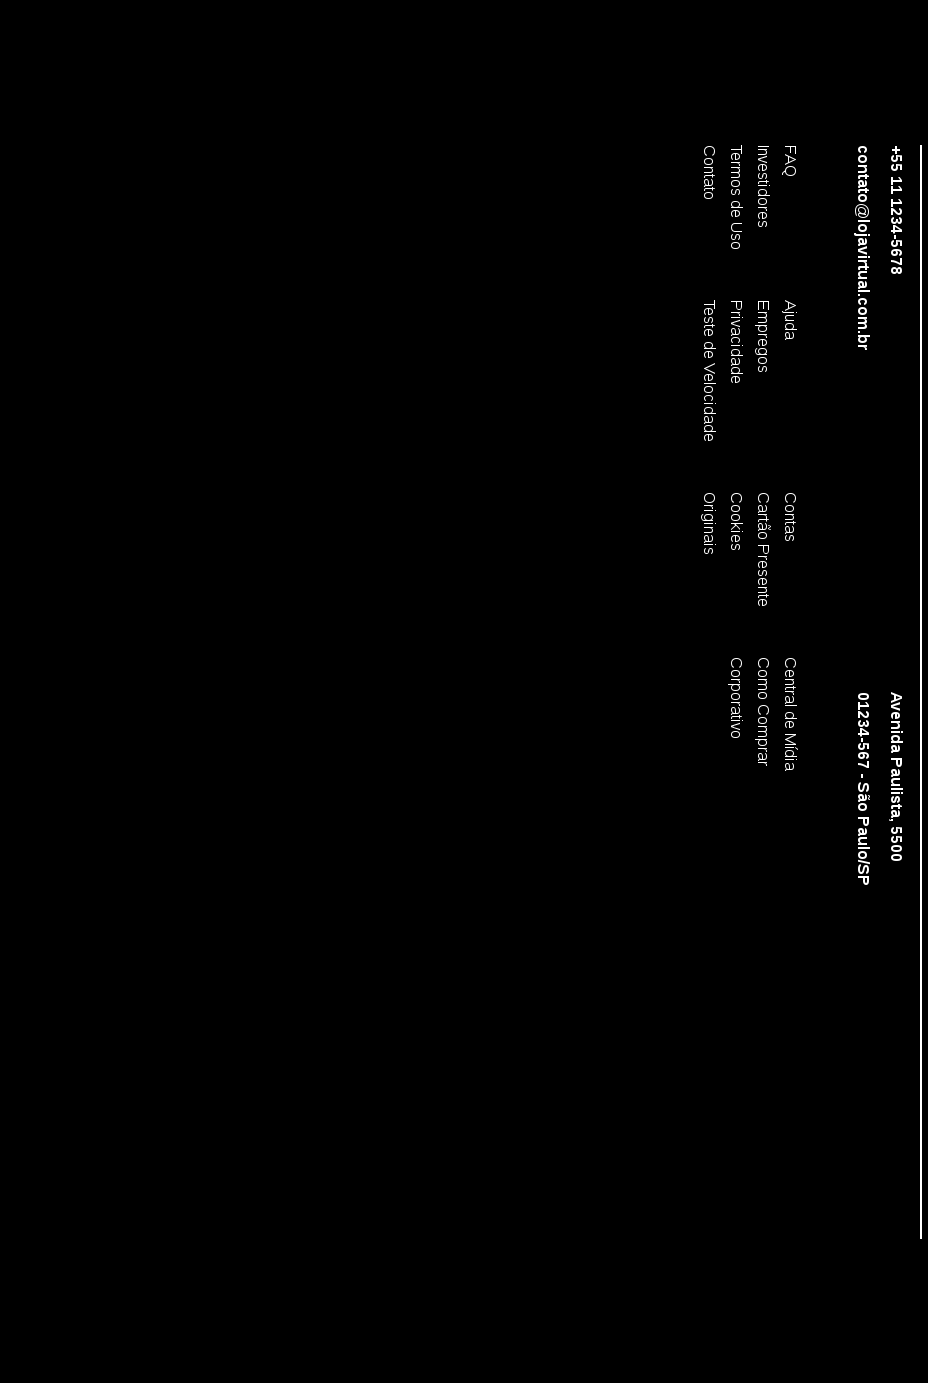 +55 11 1234-5678 Avenida Paulista, 5500
contato@lojavirtual.com.br 01234-567 - São Paulo/SP
FAQ Ajuda Contas Central de Mídia
Investidores Empregos Cartão Presente Como Comprar
Termos de Uso Privacidade Cookies Corporativo
Contato Teste de Velocidade Originais